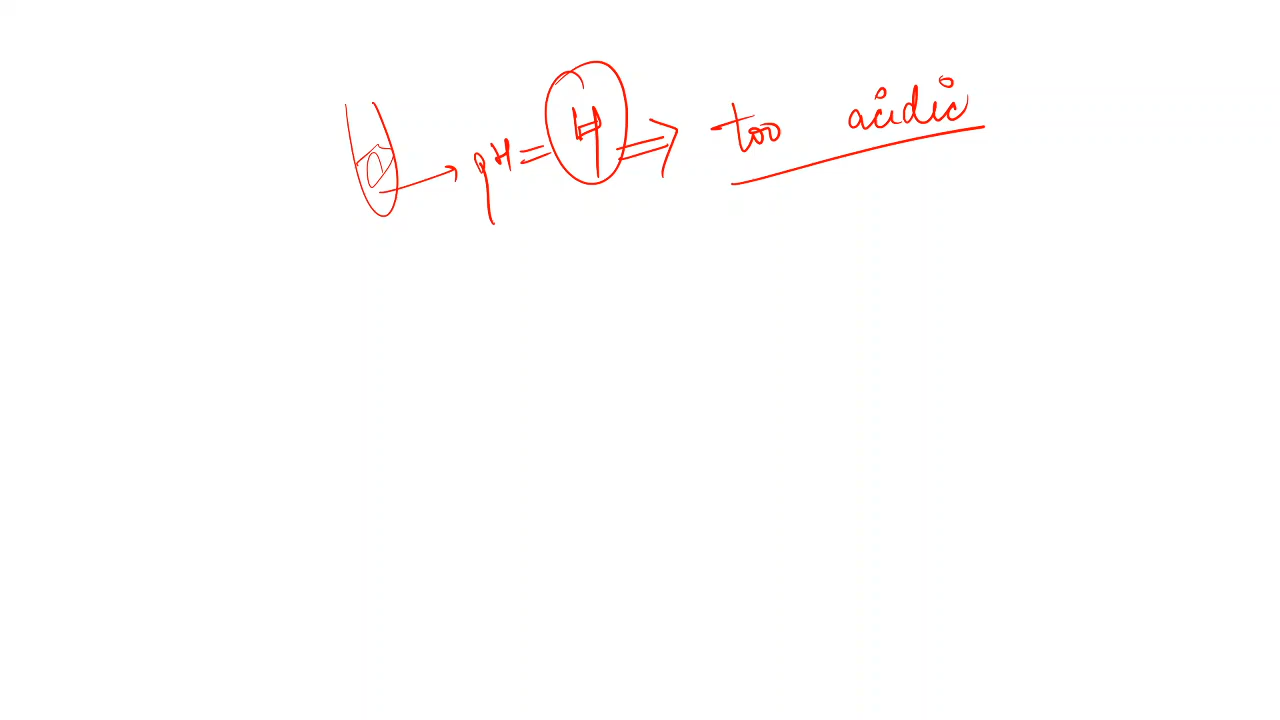 pH = 4 ⇒ too acidic